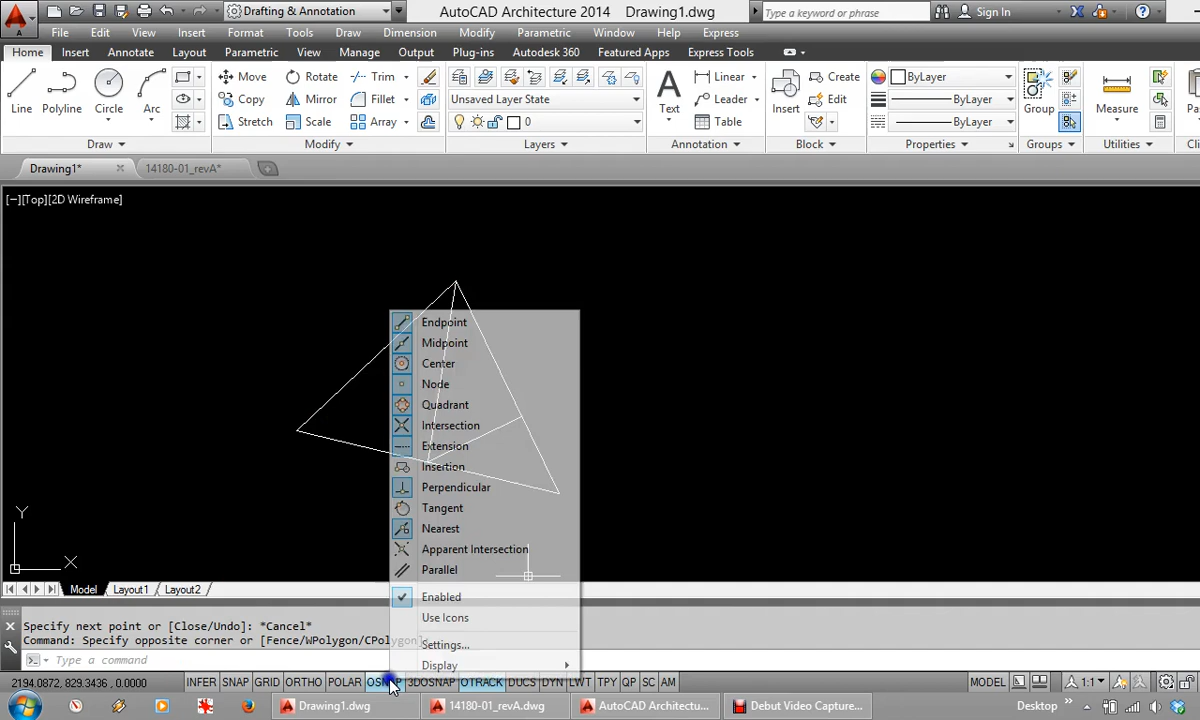 Drafting & Annotation
AutoCAD Architecture 2014 Drawing1.dwg
Type a keyword or phrase
Sign In
File Edit View Insert Format Tools Draw Dimension Modify Parametric Window Help Express
Home Insert Annotate Layout Parametric View Manage Output Plug-ins Autodesk 360 Featured Apps Express Tools
Move Rotate Trim
Unsaved Layer State
Linear
Create
ByLayer
Line Polyline Circle Arc
Copy Mirror Fillet
Text
Leader
Insert
Edit
ByLayer
Group
Measure
Stretch Scale Array
0
Table
ByLayer
Draw Modify Layers Annotation Block Properties Groups Utilities
Drawing1* 14180-01_revA*
[−][Top][2D Wireframe]
Endpoint
Midpoint
Center
Node
Quadrant
Intersection
Extension
Insertion
Perpendicular
Tangent
Nearest
Apparent Intersection
Parallel
Enabled
Use Icons
Settings...
Display
Y
X
Model Layout1 Layout2
Specify next point or [Close/Undo]: *Cancel*
Command: Specify opposite corner or [Fence/WPolygon/CPolygon]:
Type a command
2194.0872, 829.3436, 0.0000 INFER SNAP GRID ORTHO POLAR OSNAP 3DOSNAP OTRACK DUCS DYN LWT TPY QP SC AM MODEL 1:1
Drawing1.dwg 14180-01_revA.dwg AutoCAD Architectu... Debut Video Capture... Desktop